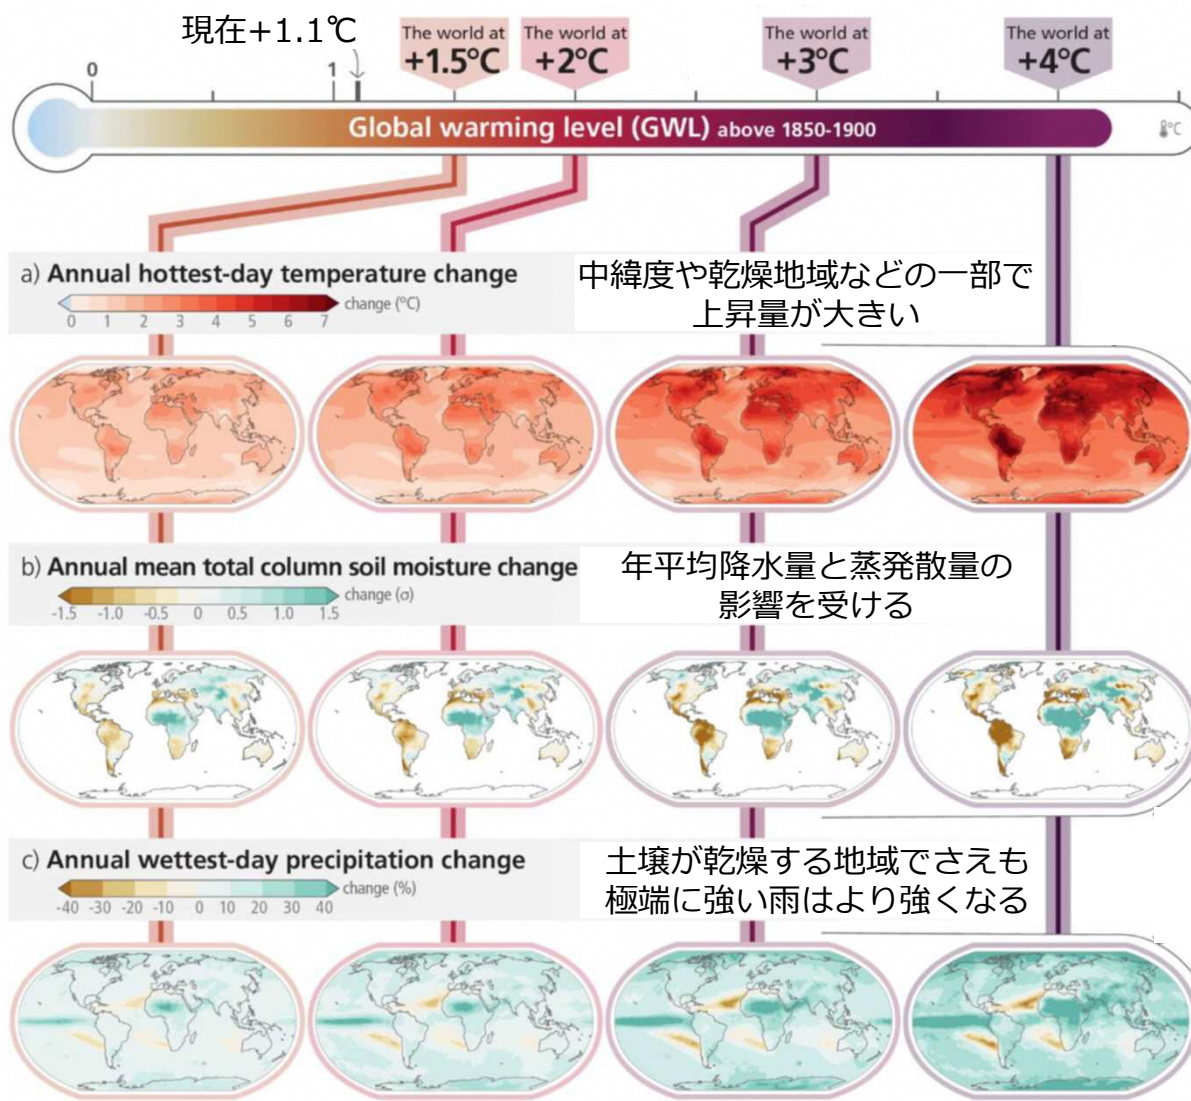 現在+1.1℃
The world at
+1.5°C
The world at
+2°C
The world at
+3°C
The world at
+4°C
0
1
Global warming level (GWL) above 1850-1900
°C
a) Annual hottest-day temperature change
change (°C)
0 1 2 3 4 5 6 7
中緯度や乾燥地域などの一部で
上昇量が大きい
b) Annual mean total column soil moisture change
change (σ)
-1.5 -1.0 -0.5 0 0.5 1.0 1.5
年平均降水量と蒸発散量の
影響を受ける
c) Annual wettest-day precipitation change
change (%)
-40 -30 -20 -10 0 10 20 30 40
土壌が乾燥する地域でさえも
極端に強い雨はより強くなる